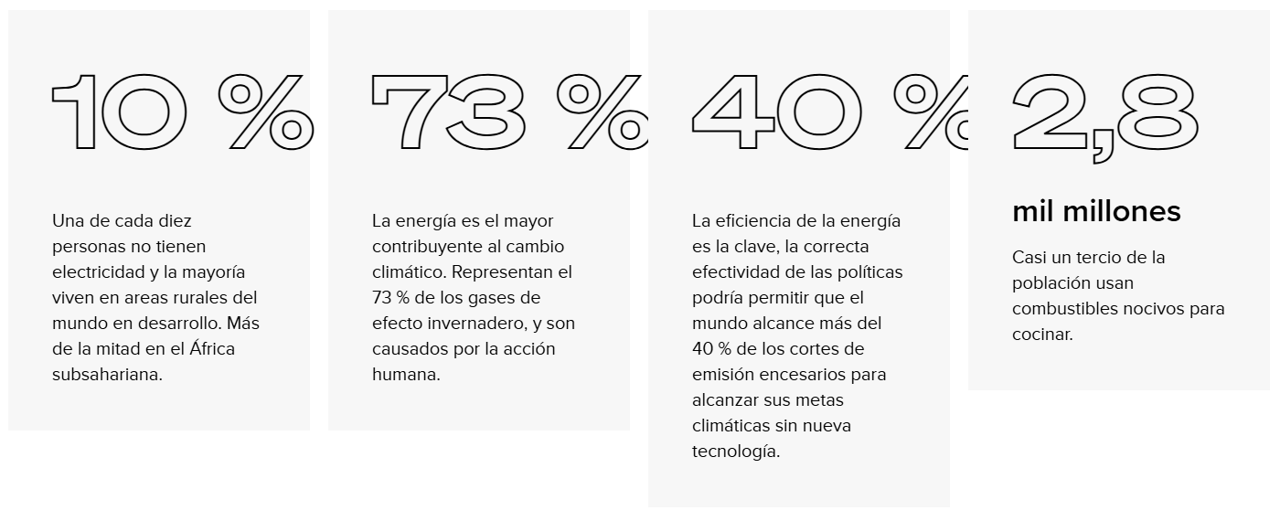 10 %
Una de cada diez
personas no tienen
electricidad y la mayoría
viven en areas rurales del
mundo en desarrollo. Más
de la mitad en el África
subsahariana.
73 %
La energía es el mayor
contribuyente al cambio
climático. Representan el
73 % de los gases de
efecto invernadero, y son
causados por la acción
humana.
40 %
La eficiencia de la energía
es la clave, la correcta
efectividad de las políticas
podría permitir que el
mundo alcance más del
40 % de los cortes de
emisión encesarios para
alcanzar sus metas
climáticas sin nueva
tecnología.
2,8
mil millones
Casi un tercio de la
población usan
combustibles nocivos para
cocinar.